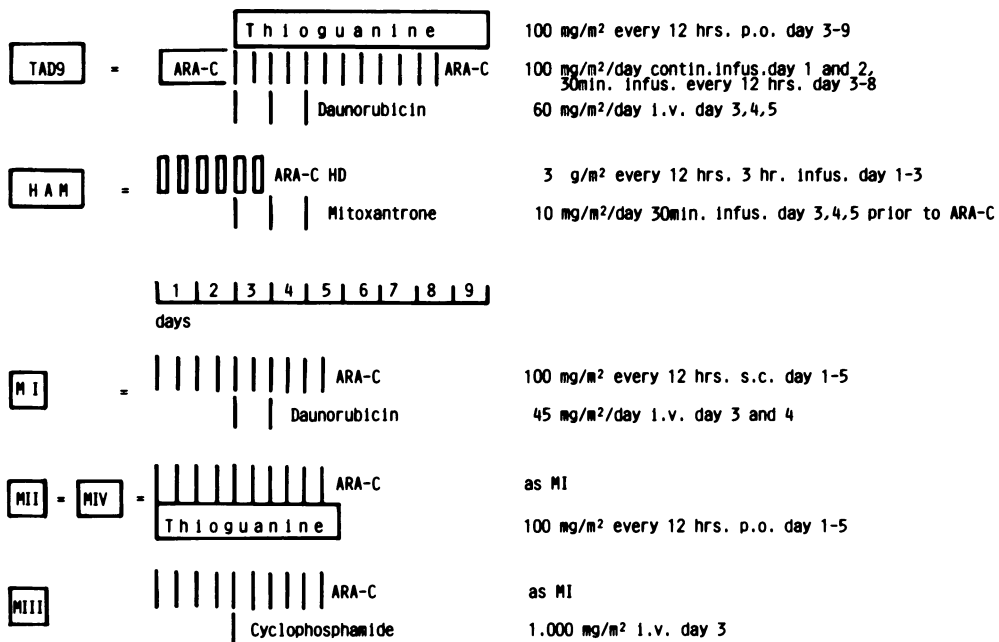 Thioguanine 100 mg/m² every 12 hrs. p.o. day 3-9
TAD9 = ARA-C ARA-C 100 mg/m²/day contin.infus.day 1 and 2,
30min. infus. every 12 hrs. day 3-8
Daunorubicin 60 mg/m²/day i.v. day 3,4,5
HAM = ARA-C HD 3 g/m² every 12 hrs. 3 hr. infus. day 1-3
Mitoxantrone 10 mg/m²/day 30min. infus. day 3,4,5 prior to ARA-C
1 2 3 4 5 6 7 8 9
days
MI = ARA-C 100 mg/m² every 12 hrs. s.c. day 1-5
Daunorubicin 45 mg/m²/day i.v. day 3 and 4
MII = MIV = ARA-C as MI
Thioguanine 100 mg/m² every 12 hrs. p.o. day 1-5
MIII ARA-C as MI
Cyclophosphamide 1.000 mg/m² i.v. day 3